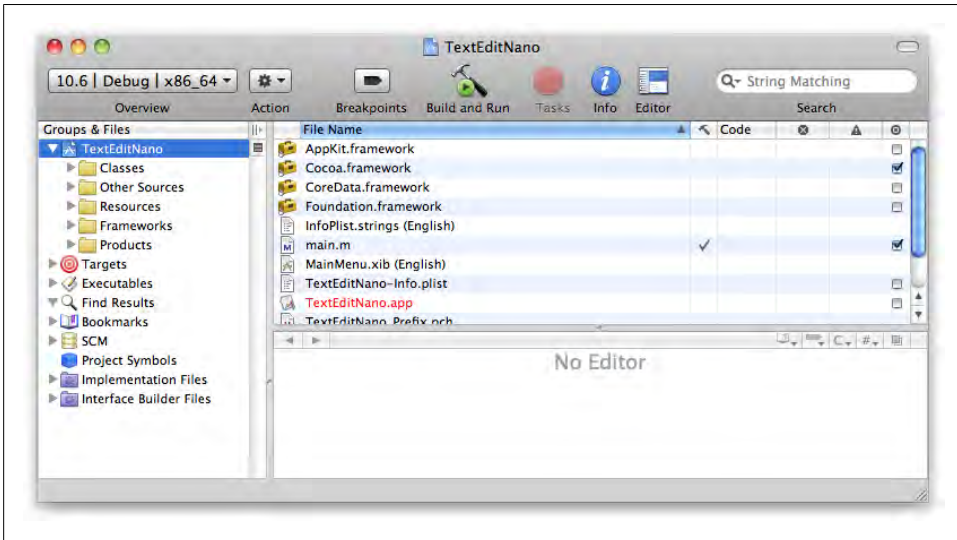 TextEditNano
10.6 | Debug | x86_64
Overview
Action
Breakpoints
Build and Run
Tasks
Info
Editor
String Matching
Search
Groups & Files
TextEditNano
Classes
Other Sources
Resources
Frameworks
Products
Targets
Executables
Find Results
Bookmarks
SCM
Project Symbols
Implementation Files
Interface Builder Files
File Name
Code
AppKit.framework
Cocoa.framework
CoreData.framework
Foundation.framework
InfoPlist.strings (English)
main.m
MainMenu.xib (English)
TextEditNano-Info.plist
TextEditNano.app
TextEditNano_Prefix.pch
C
#
No Editor